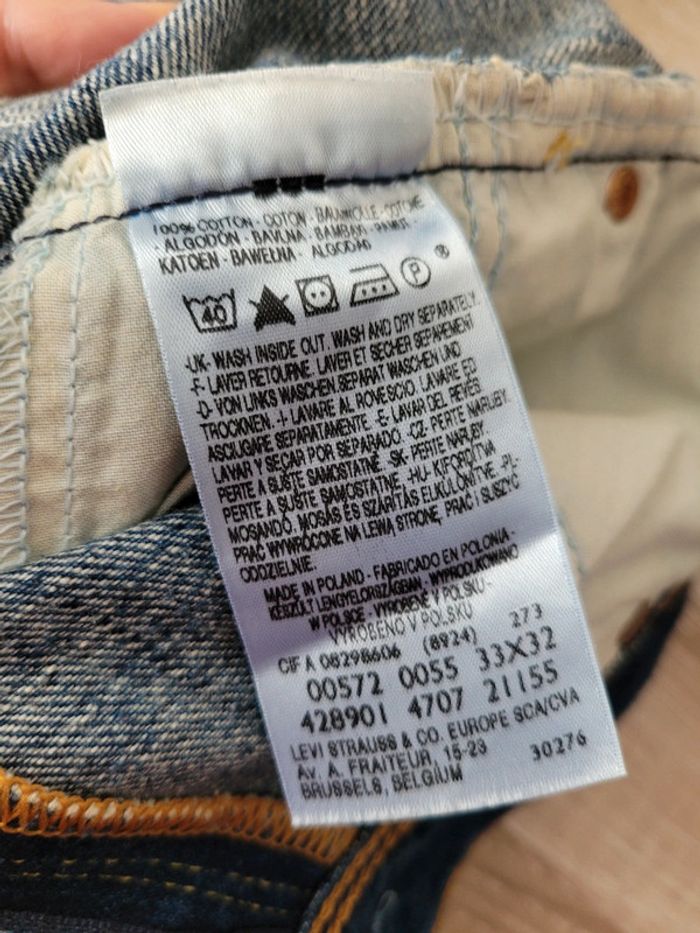 100% COTTON - COTON - BAUMWOLLE - COTONE
- ALGODÓN - BAVLNA - BAMBAN - PAMUT -
KATOEN - BAWEŁNA - ALGODÃO
40 P ®
-UK- WASH INSIDE OUT. WASH AND DRY SEPARATELY.
-F- LAVER RETOURNE. LAVER ET SECHER SEPAREMENT
-D- VON LINKS WASCHEN. SEPARAT WASCHEN UND
TROCKNEN. -I- LAVARE AL ROVESCIO. LAVARE ED
ASCIUGARE SEPARATAMENTE. -E- LAVAR DEL REVÉS.
LAVAR Y SECAR POR SEPARADO. -CZ. PERTE NARUBY.
PERTE A SUŠTE SAMOSTATNĚ. SK. PERTE NARUBY.
PERTE A SUŠTE SAMOSTATNE. -HU- KIFORDÍTVA
MOSANDÓ. MOSÁS ÉS SZÁRÍTÁS ELKÜLÖNÍTVE. -PL-
PRAĆ WYWRÓCONE NA LEWĄ STRONĘ, PRAĆ I SUSZYĆ
ODDZIELNIE.
MADE IN POLAND - FABRICADO EN POLONIA -
KÉSZÜLT LENGYELORSZÁGBAN - WYPRODUKOWANO
W POLSCE - VYROBENÉ V POLSKU -
VYROBENO V POLSKU 273
CIF A 08298606 (8924)
00572 0055 33X32
428901 4707 21155
LEVI STRAUSS & CO. EUROPE SCA/CVA
AV. A. FRAITEUR, 15-23 30276
BRUSSELS, BELGIUM